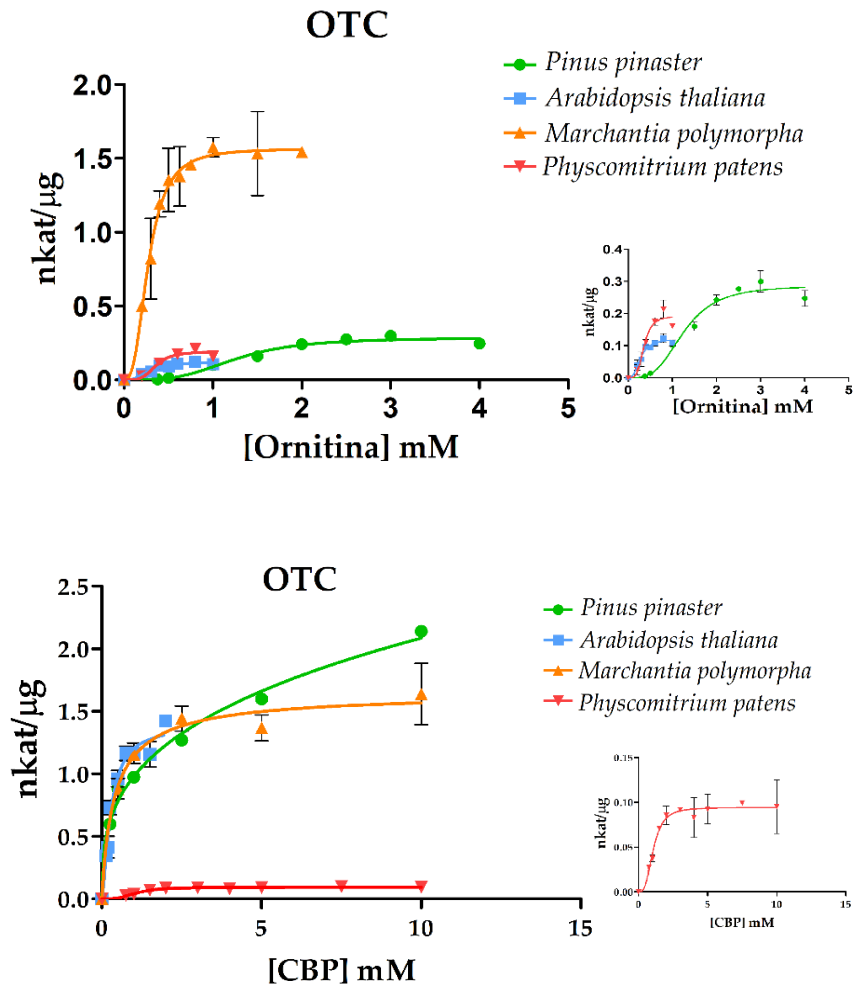 OTC
Pinus pinaster
Arabidopsis thaliana
Marchantia polymorpha
Physcomitrium patens
nkat/μg
2.0
1.5
1.0
0.5
0.0
0 1 2 3 4 5
[Ornitina] mM
nkat/μg
0.4
0.3
0.2
0.1
0.0
0 1 2 3 4 5
[Ornitina] mM
OTC
Pinus pinaster
Arabidopsis thaliana
Marchantia polymorpha
Physcomitrium patens
nkat/μg
2.5
2.0
1.5
1.0
0.5
0.0
0 5 10 15
[CBP] mM
nkat/μg
0.15
0.10
0.05
0.00
0 5 10 15
[CBP] mM